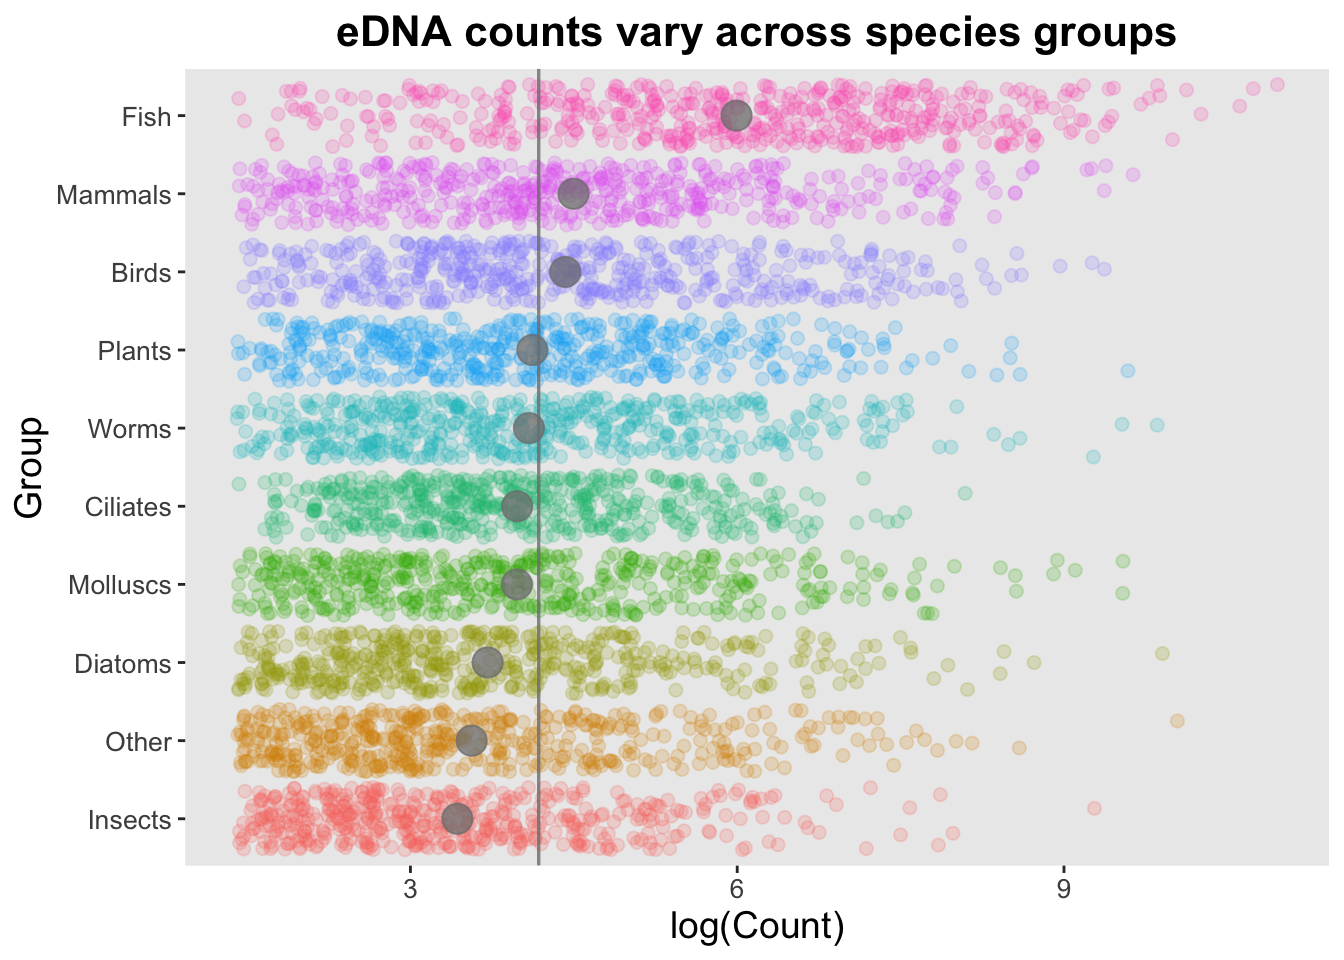 eDNA counts vary across species groups
Fish
Mammals
Birds
Plants
Worms
Ciliates
Molluscs
Diatoms
Other
Insects
Group
3 6 9
log(Count)